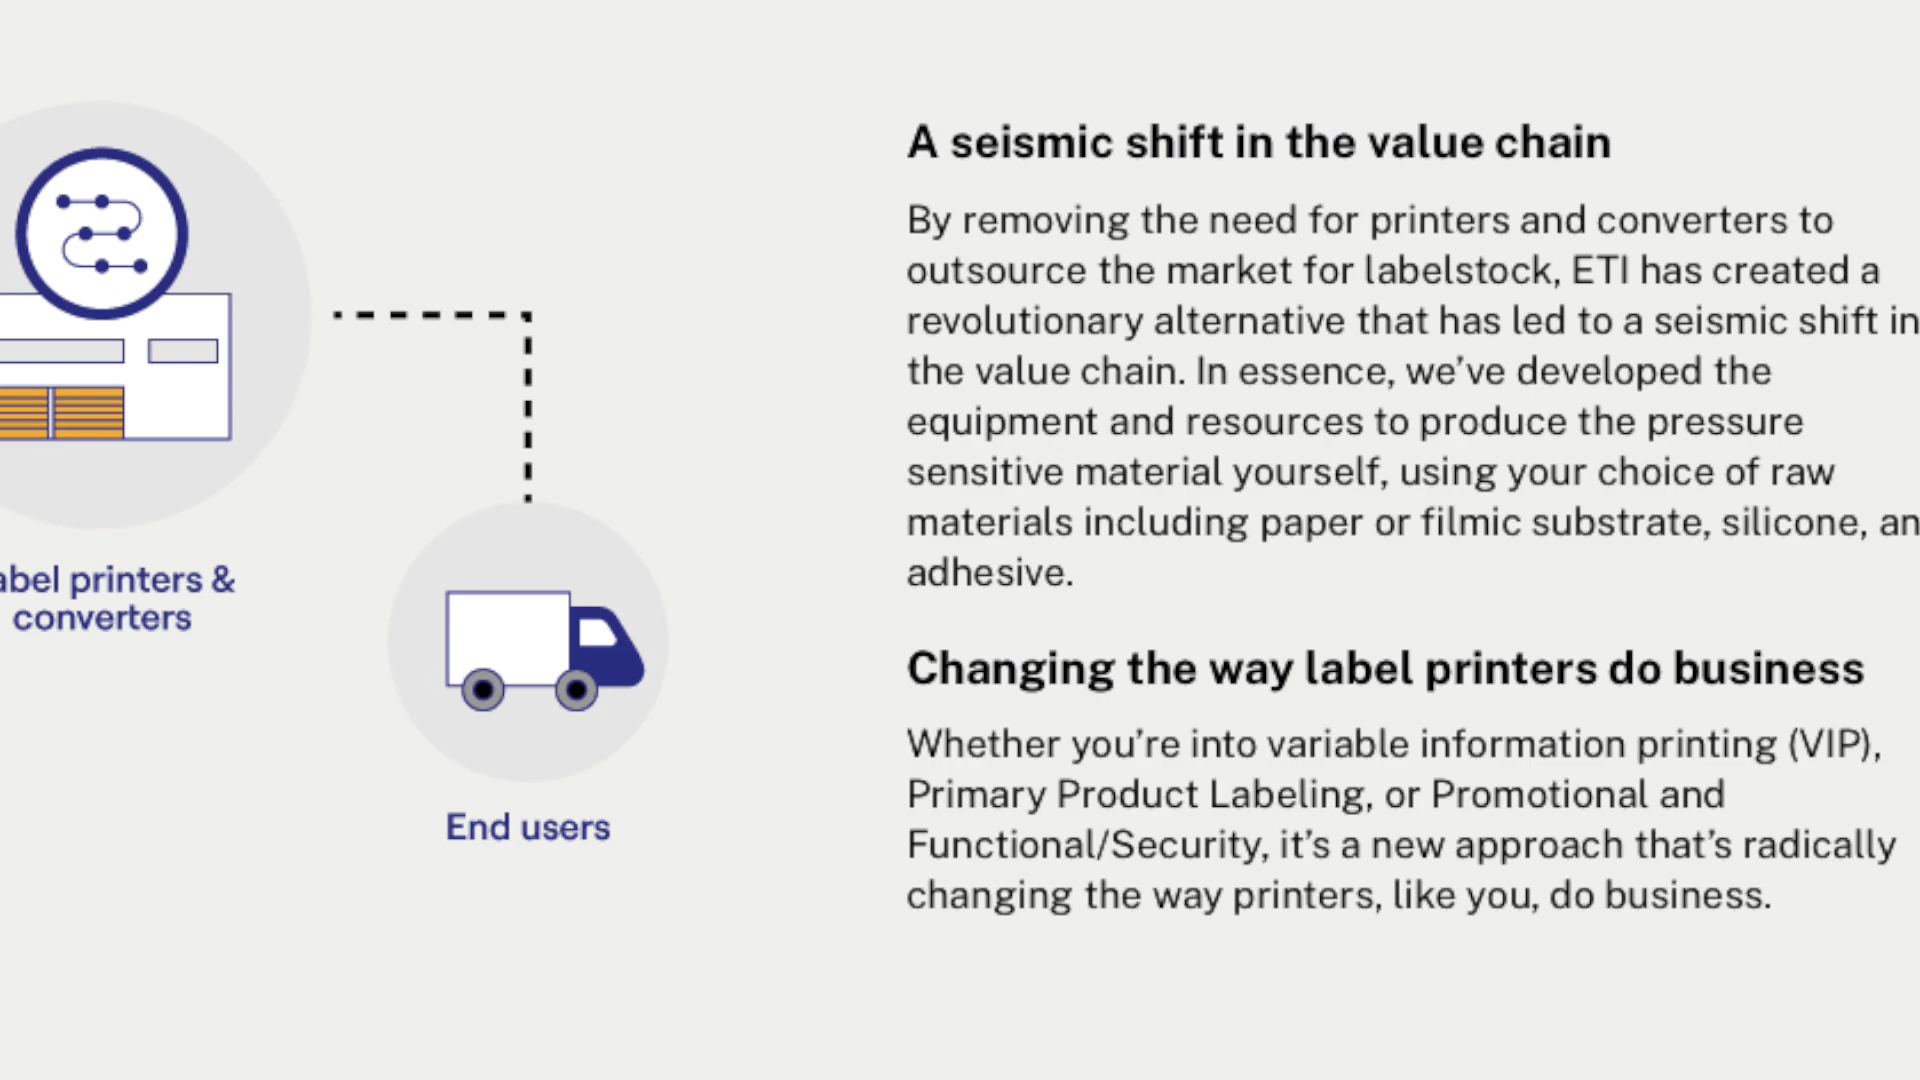 abel printers &
converters
End users
A seismic shift in the value chain
By removing the need for printers and converters to
outsource the market for labelstock, ETI has created a
revolutionary alternative that has led to a seismic shift in
the value chain. In essence, we’ve developed the
equipment and resources to produce the pressure
sensitive material yourself, using your choice of raw
materials including paper or filmic substrate, silicone, an
adhesive.
Changing the way label printers do business
Whether you’re into variable information printing (VIP),
Primary Product Labeling, or Promotional and
Functional/Security, it’s a new approach that’s radically
changing the way printers, like you, do business.